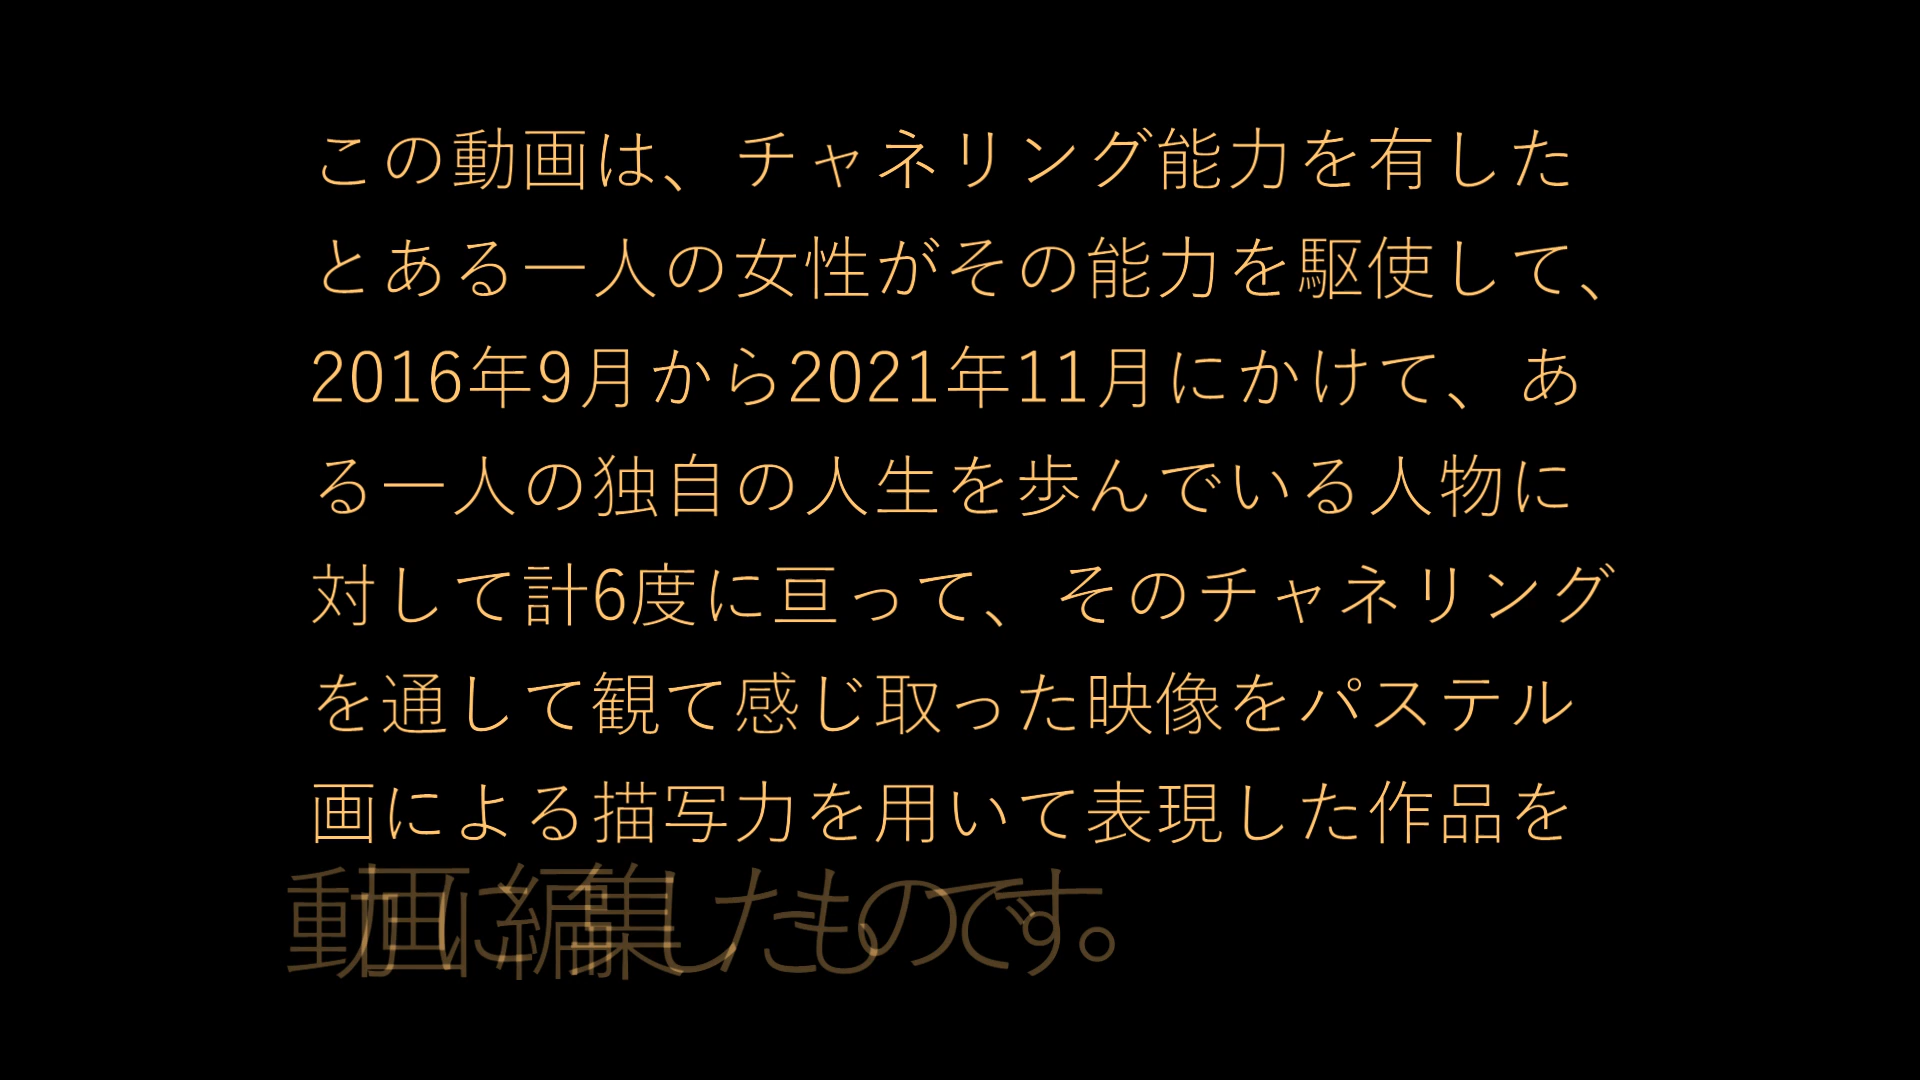 この動画は、チャネリング能力を有した
とある一人の女性がその能力を駆使して、
2016年9月から2021年11月にかけて、あ
る一人の独自の人生を歩んでいる人物に
対して計6度に亘って、そのチャネリング
を通して観て感じ取った映像をパステル
画による描写力を用いて表現した作品を
動画に編集したものです。